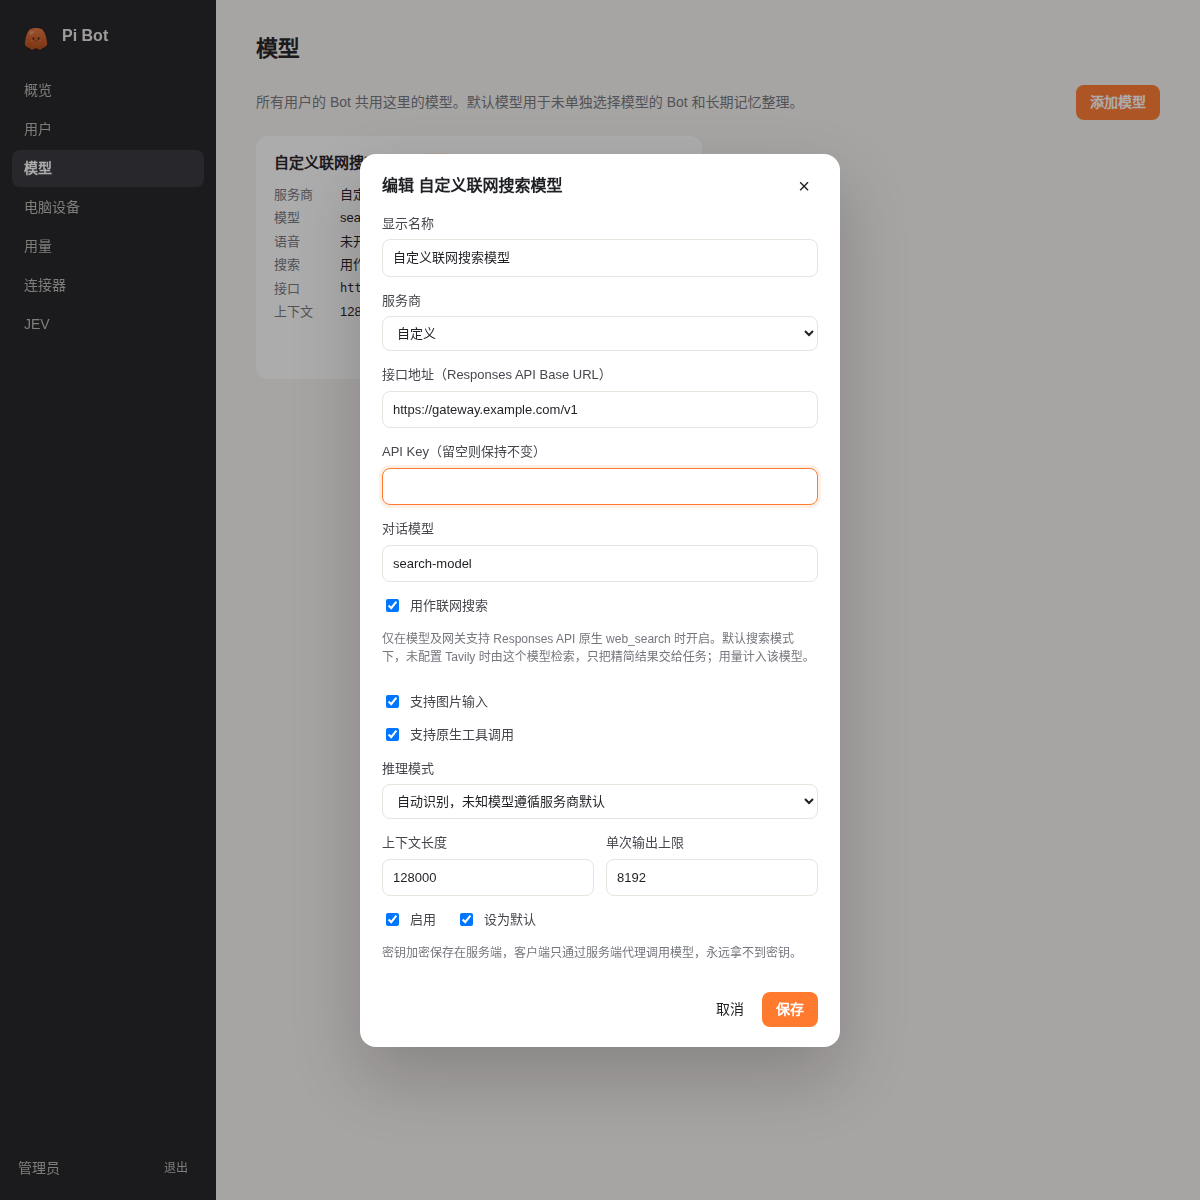 Pi Bot
概览
用户
模型
电脑设备
用量
连接器
JEV
管理员
退出
模型
所有用户的 Bot 共用这里的模型。默认模型用于未单独选择模型的 Bot 和长期记忆整理。
添加模型
自定义联网搜
服务商 自定
模型 sea
语音 未开
搜索 用作
接口 htt
上下文 128
编辑 自定义联网搜索模型
×
显示名称
自定义联网搜索模型
服务商
自定义
接口地址（Responses API Base URL）
https://gateway.example.com/v1
API Key（留空则保持不变）
对话模型
search-model
用作联网搜索
仅在模型及网关支持 Responses API 原生 web_search 时开启。默认搜索模式
下，未配置 Tavily 时由这个模型检索，只把精简结果交给任务；用量计入该模型。
支持图片输入
支持原生工具调用
推理模式
自动识别，未知模型遵循服务商默认
上下文长度
单次输出上限
128000
8192
启用
设为默认
密钥加密保存在服务端，客户端只通过服务端代理调用模型，永远拿不到密钥。
取消
保存